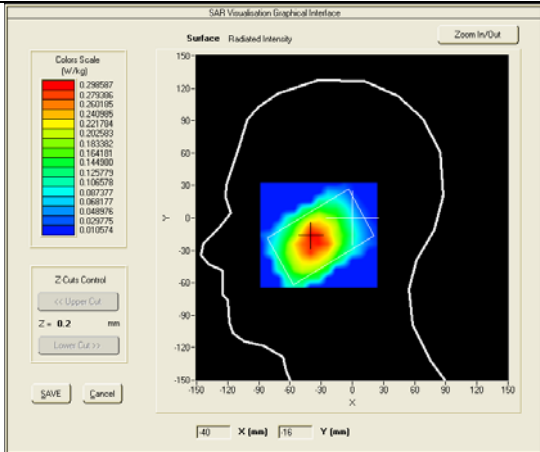 SAR Visualisation Graphical Interface
Surface Radiated Intensity
Zoom In/Out
Colors Scale
(W/kg)
0.298587
0.279386
0.260185
0.240985
0.221784
0.202583
0.183382
0.164181
0.144980
0.125779
0.106578
0.087377
0.068177
0.048976
0.029775
0.010574
Z-Cuts Control
<< Upper Cut
Z = 0.2 mm
Lower Cut >>
SAVE Cancel
150-
120-
90-
60-
30-
0-
-30-
-60-
-90-
-120-
-150-
Y
-150 -120 -90 -60 -30 0 30 60 90 120 150
X
-40 X (mm) -16 Y (mm)